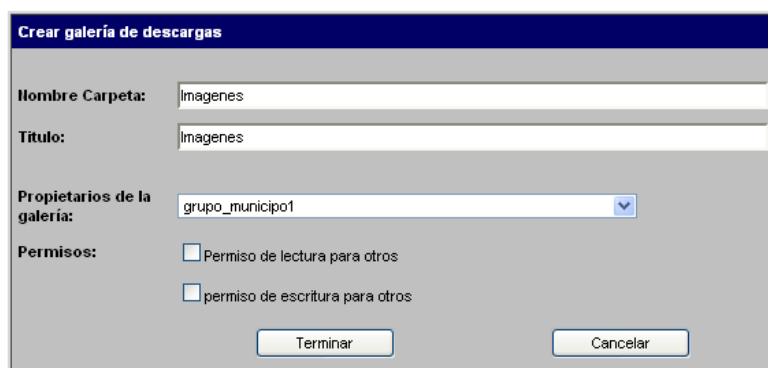 Crear galería de descargas
Nombre Carpeta: Imagenes
Título: Imagenes
Propietarios de la
galería: grupo_municipo1
Permisos: Permiso de lectura para otros
permiso de escritura para otros
Terminar Cancelar